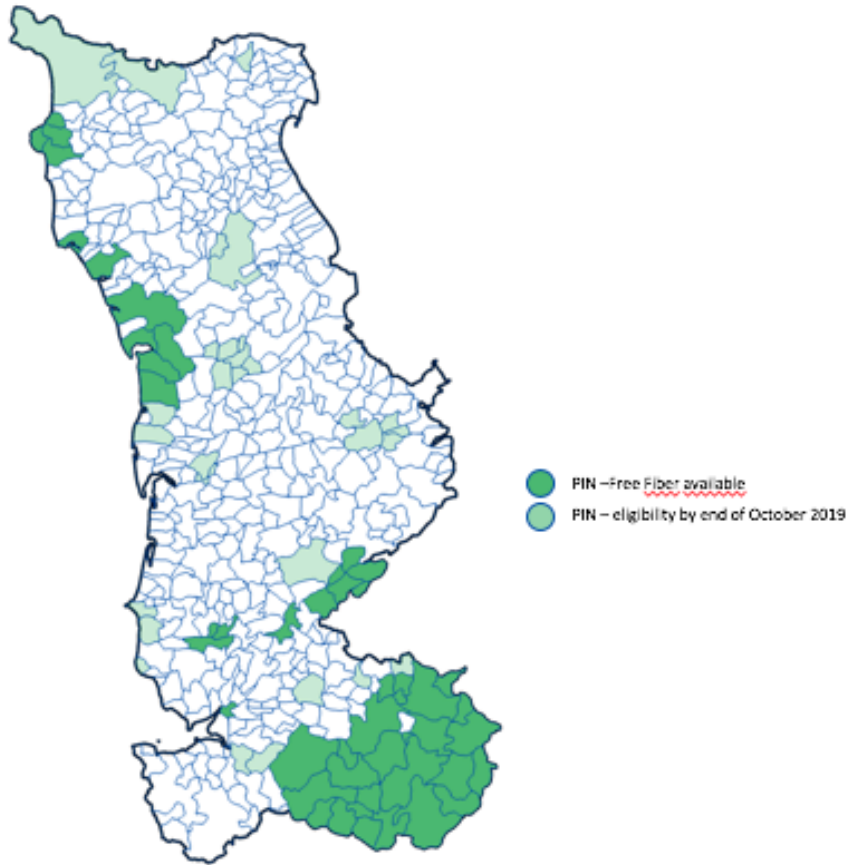 PIN –Free Fiber available
PIN – eligibility by end of October 2019